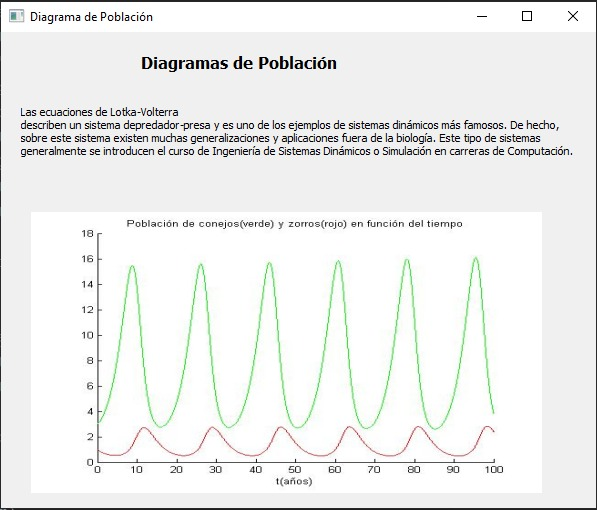 Diagrama de Población
Diagramas de Población
Las ecuaciones de Lotka-Volterra
describen un sistema depredador-presa y es uno de los ejemplos de sistemas dinámicos más famosos. De hecho,
sobre este sistema existen muchas generalizaciones y aplicaciones fuera de la biología. Este tipo de sistemas
generalmente se introducen el curso de Ingeniería de Sistemas Dinámicos o Simulación en carreras de Computación.
Población de conejos(verde) y zorros(rojo) en función del tiempo
18
16
14
12
10
8
6
4
2
0
0 10 20 30 40 50 60 70 80 90 100
t(años)